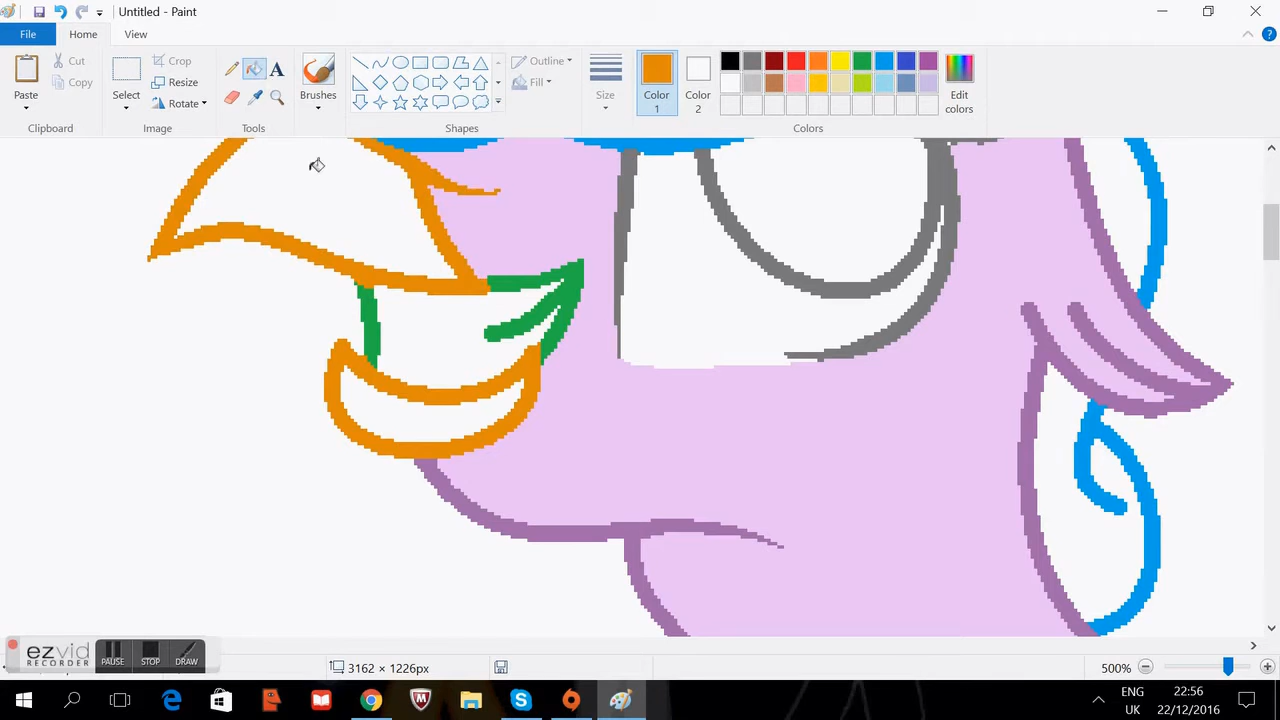 Untitled - Paint
File
Home
View
Paste
Cut
Copy
Clipboard
Select
Crop
Resize
Rotate
Image
A
Tools
Brushes
Outline
Fill
Shapes
Size
Color
1
Color
2
Edit
colors
Colors
ezvid
RECORDER
PAUSE
STOP
DRAW
3162 × 1226px
500%
ENG
UK
22:56
22/12/2016